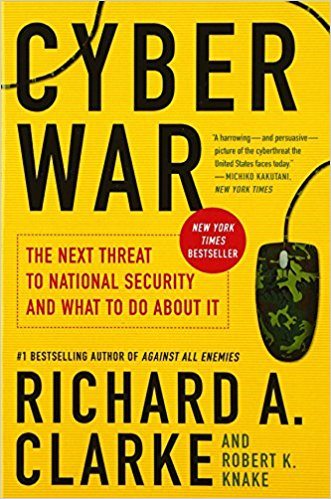 CYBER
WAR
"A harrowing—and persuasive—
picture of the cyberthreat the
United States faces today."
—MICHIKO KAKUTANI,
NEW YORK TIMES
NEW YORK
TIMES
BESTSELLER
THE NEXT THREAT
TO NATIONAL SECURITY
AND WHAT TO DO ABOUT IT
#1 BESTSELLING AUTHOR OF AGAINST ALL ENEMIES
RICHARD A.
CLARKE
AND
ROBERT K.
KNAKE